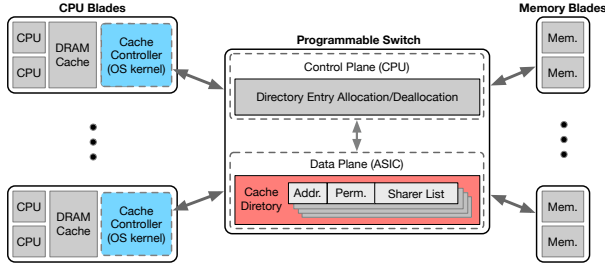 CPU Blades
CPU
CPU
DRAM
Cache
Cache
Controller
(OS kernel)
Programmable Switch
Control Plane (CPU)
Directory Entry Allocation/Deallocation
Data Plane (ASIC)
Cache
Diretory
Addr.
Perm.
Sharer List
Memory Blades
Mem.
Mem.
CPU
CPU
DRAM
Cache
Cache
Controller
(OS kernel)
Mem.
Mem.